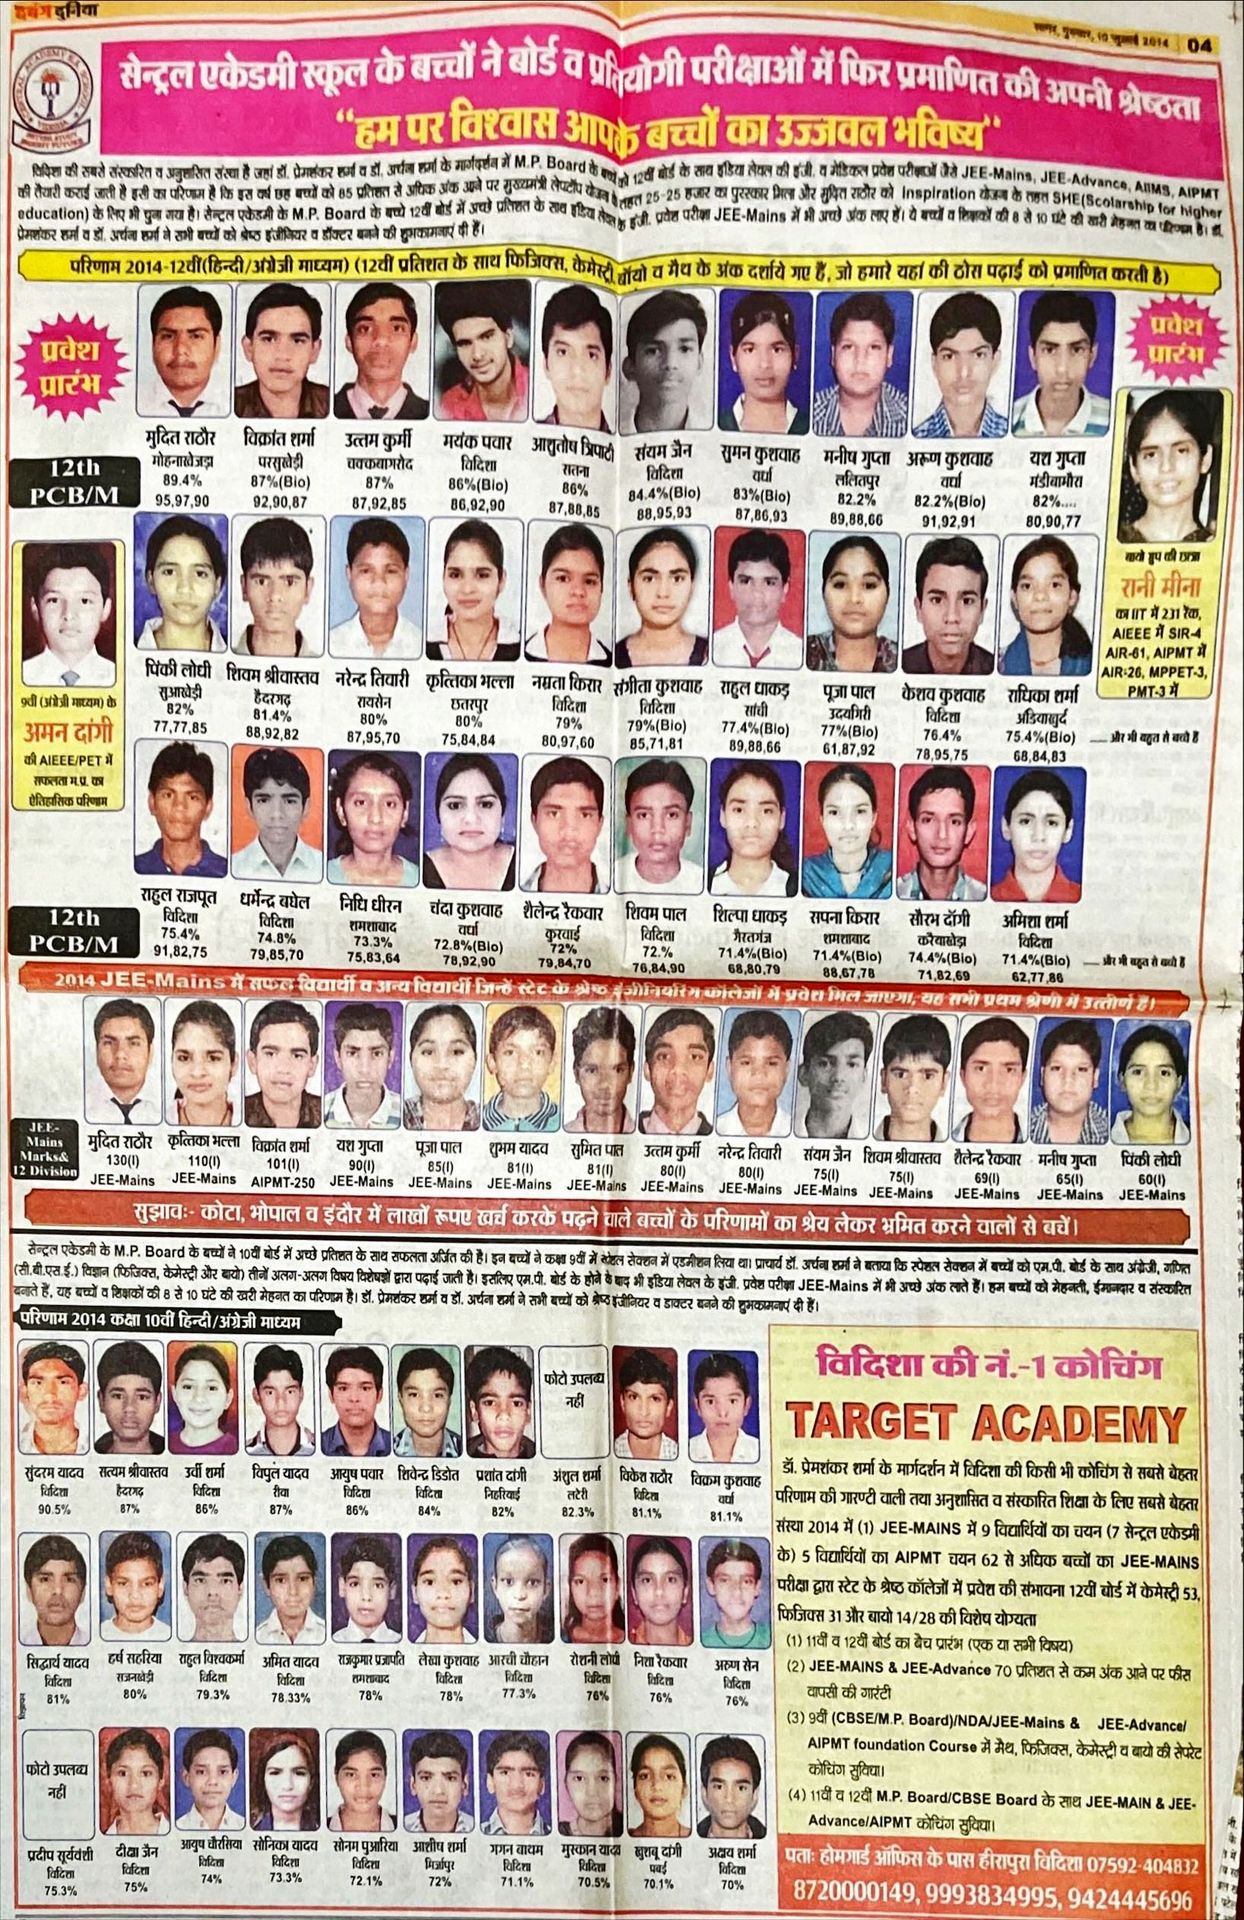 दबंग दुनिया
सागर, गुरुवार, 10 जुलाई 2014 04
सेन्ट्रल एकेडमी स्कूल के बच्चों ने बोर्ड व प्रतियोगी परीक्षाओं में फिर प्रमाणित की अपनी श्रेष्ठता
"हम पर विश्वास आपके बच्चों का उज्जवल भविष्य"
विदिशा की सबसे संस्कारित व अनुशासित संस्था है जहां डॉ. प्रेमशंकर शर्मा व डॉ. अर्चना शर्मा के मार्गदर्शन में M.P. Board के बच्चों को 12वीं बोर्ड के साथ इंडिया लेवल की इंजी. व मेडिकल प्रवेश परीक्षाओं जैसे JEE-Mains, JEE-Advance, AIIMS, AIPMT
की तैयारी कराई जाती है इसी का परिणाम है कि इस वर्ष छह बच्चों को 85 प्रतिशत से अधिक अंक आने पर मुख्यमंत्री लेपटॉप योजना के तहत 25-25 हजार का पुरस्कार मिला और मुदित राठौर को Inspiration योजना के तहत SHE(Scolarship for higher
education) के लिए भी चुना गया है। सेन्ट्रल एकेडमी के M.P. Board के बच्चे 12वीं बोर्ड में अच्छे प्रतिशत के साथ इंडिया लेवल के इंजी. प्रवेश परीक्षा JEE-Mains में भी अच्छे अंक लाए हैं। ये बच्चों व शिक्षकों की 8 से 10 घंटे की सारी मेहनत का परिणाम है। डॉ.
प्रेमशंकर शर्मा व डॉ. अर्चना शर्मा ने सभी बच्चों को श्रेष्ठ इंजीनियर व डॉक्टर बनने की शुभकामनाएं दी हैं।
परिणाम 2014-12वीं(हिन्दी/अंग्रेजी माध्यम) (12वीं प्रतिशत के साथ फिजिक्स, केमेस्ट्री, बॉयो व मैथ के अंक दर्शाये गए हैं, जो हमारे यहां की ठोस पढ़ाई को प्रमाणित करती है)
प्रवेश
प्रारंभ
प्रवेश
प्रारंभ
12th
PCB/M
मुदित राठौर विक्रांत शर्मा उत्तम कुर्मी मयंक पवार आशुतोष त्रिपाठी संयम जैन सुमन कुशवाह मनीष गुप्ता अरूण कुशवाह यश गुप्ता
मोहनाखेजड़ा परसुखेड़ी चक्कबागरोद विदिशा सतना विदिशा वर्धा ललितपुर वर्धा मंडीबामौरा
89.4% 87%(Bio) 87% 86%(Bio) 86% 84.4%(Bio) 83%(Bio) 82.2% 82.2%(Bio) 82%....
95,97,90 92,90,87 87,92,85 86,92,90 87,88,85 88,95,93 87,86,93 89,88,66 91,92,91 80,90,77
बायो ग्रुप की छात्रा
रानी मीना
का IIT में 231 रैंक,
AIEEE में SIR-4
AIR-61, AIPMT में
AIR-26, MPPET-3,
PMT-3 में
9वीं (अंग्रेजी माध्यम) के
अमन दांगी
की AIEEE/PET में
सफलता म.प्र. का
ऐतिहासिक परिणाम
पिंकी लोधी शिवम श्रीवास्तव नरेन्द्र तिवारी कृत्तिका भल्ला नम्रता किरार संगीता कुशवाह राहुल धाकड़ पूजा पाल केशव कुशवाह राधिका शर्मा
सुआखेड़ी हैदरगढ़ रायसेन छतरपुर विदिशा विदिशा सांची उदयगिरी विदिशा अडियाखुर्द
82% 81.4% 80% 80% 79% 79%(Bio) 77.4%(Bio) 77%(Bio) 76.4% 75.4%(Bio)
77,77,85 88,92,82 87,95,70 75,84,84 80,97,60 85,71,81 89,88,66 61,87,92 78,95,75 68,84,83
..... और भी बहुत से बच्चे हैं
12th
PCB/M
राहुल राजपूत धर्मेन्द्र बघेल निधि धीरन चंदा कुशवाह शैलेन्द्र रैकवार शिवम पाल शिल्पा धाकड़ सपना किरार सौरभ दॉगी अमिशा शर्मा
विदिशा विदिशा शमशाबाद वर्धा कुरवाई विदिशा गैरतगंज शमशाबाद करैयाखेड़ा विदिशा
75.4% 74.8% 73.3% 72.8%(Bio) 72% 72.% 71.4%(Bio) 71.4%(Bio) 74.4%(Bio) 71.4%(Bio)
91,82,75 79,85,70 75,83,64 78,92,90 79,84,70 76,84,90 68,80,79 88,67,78 71,82,69 62,77,86
..... और भी बहुत से बच्चे हैं
2014 JEE-Mains में सफल विद्यार्थी व अन्य विद्यार्थी जिन्हें स्टेट के श्रेष्ठ इंजीनियरिंग कॉलेजों में प्रवेश मिल जाएगा, यह सभी प्रथम श्रेणी में उत्तीर्ण है।
JEE-
Mains
Marks&
12 Division
मुदित राठौर कृत्तिका भल्ला विक्रांत शर्मा यश गुप्ता पूजा पाल शुभम यादव सुमित पाल उत्तम कुर्मी नरेन्द्र तिवारी संयम जैन शिवम श्रीवास्तव शैलेन्द्र रैकवार मनीष गुप्ता पिंकी लोधी
130(I) 110(I) 101(I) 90(I) 85(I) 81(I) 81(I) 80(I) 80(I) 75(I) 75(I) 69(I) 65(I) 60(I)
JEE-Mains JEE-Mains AIPMT-250 JEE-Mains JEE-Mains JEE-Mains JEE-Mains JEE-Mains JEE-Mains JEE-Mains JEE-Mains JEE-Mains JEE-Mains JEE-Mains
सुझावः- कोटा, भोपाल व इंदौर में लाखों रूपए खर्च करके पढ़ने वाले बच्चों के परिणामों का श्रेय लेकर भ्रमित करने वालों से बचें।
सेन्ट्रल एकेडमी के M.P. Board के बच्चों ने 10वीं बोर्ड में अच्छे प्रतिशत के साथ सफलता अर्जित की है। इन बच्चों ने कक्षा 9वीं में स्पेशल सेक्शन में एडमीशन लिया था। प्राचार्य डॉ. अर्चना शर्मा ने बताया कि स्पेशल सेक्शन में बच्चों को एम.पी. बोर्ड के साथ अंग्रेजी, गणित
(सी.बी.एस.ई.) विज्ञान (फिजिक्स, केमेस्ट्री और बायो) तीनों अलग-अलग विषय विशेषज्ञों द्वारा पढ़ाई जाती है। इसलिए एम.पी. बोर्ड के होने के बाद भी इंडिया लेवल के इंजी. प्रवेश परीक्षा JEE-Mains में भी अच्छे अंक लाते हैं। हम बच्चों को मेहनती, ईमानदार व संस्कारित
बनाते हैं, यह बच्चों व शिक्षकों की 8 से 10 घंटे की खरी मेहनत का परिणाम है। डॉ. प्रेमशंकर शर्मा व डॉ. अर्चना शर्मा ने सभी बच्चों को श्रेष्ठ इंजीनियर व डाक्टर बनने की शुभकामनाएं दी हैं।
परिणाम 2014 कक्षा 10वीं हिन्दी/अंग्रेजी माध्यम
फोटो उपलब्ध
नहीं
सुंदरम यादव सत्यम श्रीवास्तव उर्वी शर्मा विपुल यादव आयुष पवार शिवेन्द्र डिडोत प्रशांत दांगी अंशुल शर्मा विकेश राठौर विक्रम कुशवाह
विदिशा हैदरगढ़ विदिशा रीवा विदिशा विदिशा निहरियाई लटेरी विदिशा वर्धा
90.5% 87% 86% 87% 86% 84% 82% 82.3% 81.1% 81.1%
सिद्धार्थ यादव हर्ष सहरिया राहुल विश्वकर्मा अमित यादव राजकुमार प्रजापति लेखा कुशवाह आरची चौहान रोशनी लोधी निशा रैकवार अरुण सेन
विदिशा राजनखेड़ी विदिशा विदिशा शमशाबाद विदिशा विदिशा विदिशा विदिशा विदिशा
81% 80% 79.3% 78.33% 78% 78% 77.3% 76% 76% 76%
फोटो उपलब्ध
नहीं
प्रदीप सूर्यवंशी दीक्षा जैन आयुष चौरसिया सोनिका यादव सोनम पुआरिया आशीष शर्मा गगन वाथम मुस्कान यादव खुशबू दांगी अक्षय शर्मा
विदिशा विदिशा विदिशा विदिशा विदिशा मिर्जापुर विदिशा विदिशा पबई विदिशा
75.3% 75% 74% 73.3% 72.1% 72% 71.1% 70.5% 70.1% 70%
विदिशा की नं.-1 कोचिंग
TARGET ACADEMY
डॉ. प्रेमशंकर शर्मा के मार्गदर्शन में विदिशा की किसी भी कोचिंग से सबसे बेहतर
परिणाम की गारण्टी वाली तथा अनुशासित व संस्कारित शिक्षा के लिए सबसे बेहतर
संस्था 2014 में (1) JEE-MAINS में 9 विद्यार्थियों का चयन (7 सेन्ट्रल एकेडमी
के) 5 विद्यार्थियों का AIPMT चयन 62 से अधिक बच्चों का JEE-MAINS
परीक्षा द्वारा स्टेट के श्रेष्ठ कॉलेजों में प्रवेश की संभावना 12वीं बोर्ड में केमेस्ट्री 53,
फिजिक्स 31 और बायो 14/28 की विशेष योग्यता
(1) 11वीं व 12वीं बोर्ड का बैच प्रारंभ (एक या सभी विषय)
(2) JEE-MAINS & JEE-Advance 70 प्रतिशत से कम अंक आने पर फीस
वापसी की गारंटी
(3) 9वीं (CBSE/M.P. Board)/NDA/JEE-Mains & JEE-Advance/
AIPMT foundation Course में मैथ, फिजिक्स, केमेस्ट्री व बायो की सेपरेट
कोचिंग सुविधा।
(4) 11वीं व 12वीं M.P. Board/CBSE Board के साथ JEE-MAIN & JEE-
Advance/AIPMT कोचिंग सुविधा।
पताः होमगार्ड ऑफिस के पास हीरापुरा विदिशा 07592-404832
8720000149, 9993834995, 9424445696